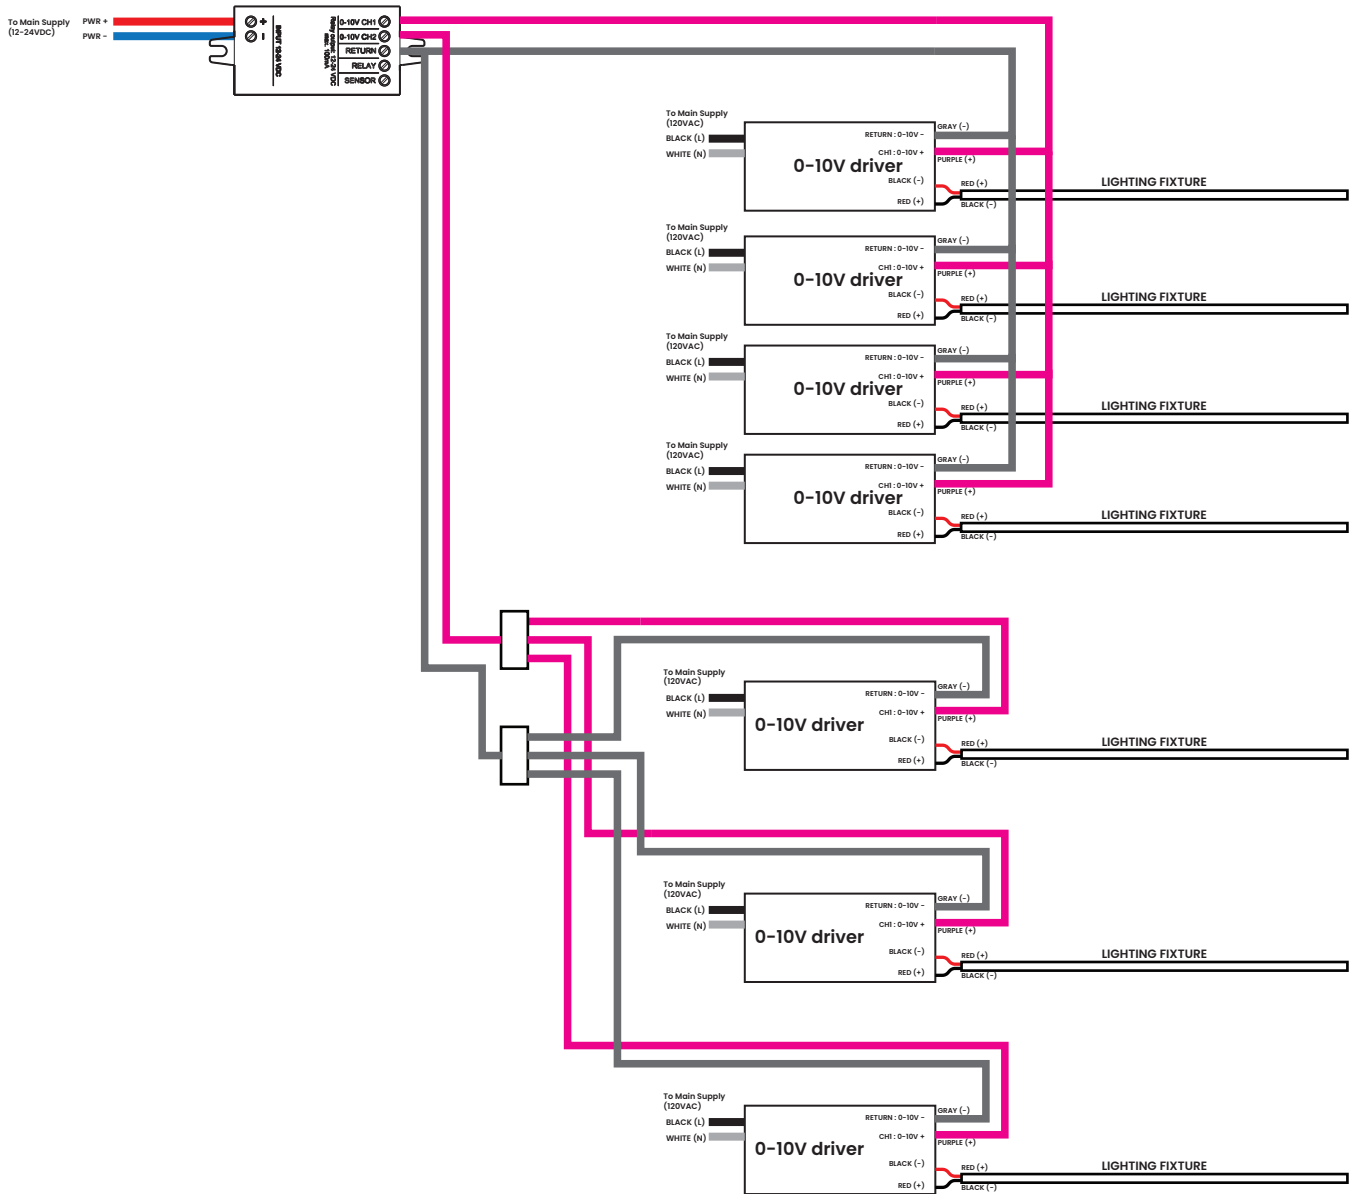 To Main Supply
(12-24VDC)
PWR +
PWR -
+
-
INPUT 12-24 VDC
Relay output: 12-24 VDC
max. 100mA
0-10V CH1
0-10V CH2
RETURN
RELAY
SENSOR
To Main Supply
(120VAC)
BLACK (L)
WHITE (N)
RETURN : 0-10V -
CH1 : 0-10V +
0-10V driver
BLACK (-)
RED (+)
GRAY (-)
PURPLE (+)
RED (+)
BLACK (-)
LIGHTING FIXTURE
To Main Supply
(120VAC)
BLACK (L)
WHITE (N)
RETURN : 0-10V -
CH1 : 0-10V +
0-10V driver
BLACK (-)
RED (+)
GRAY (-)
PURPLE (+)
RED (+)
BLACK (-)
LIGHTING FIXTURE
To Main Supply
(120VAC)
BLACK (L)
WHITE (N)
RETURN : 0-10V -
CH1 : 0-10V +
0-10V driver
BLACK (-)
RED (+)
GRAY (-)
PURPLE (+)
RED (+)
BLACK (-)
LIGHTING FIXTURE
To Main Supply
(120VAC)
BLACK (L)
WHITE (N)
RETURN : 0-10V -
CH1 : 0-10V +
0-10V driver
BLACK (-)
RED (+)
GRAY (-)
PURPLE (+)
RED (+)
BLACK (-)
LIGHTING FIXTURE
To Main Supply
(120VAC)
BLACK (L)
WHITE (N)
RETURN : 0-10V -
CH1 : 0-10V +
0-10V driver
BLACK (-)
RED (+)
GRAY (-)
PURPLE (+)
RED (+)
BLACK (-)
LIGHTING FIXTURE
To Main Supply
(120VAC)
BLACK (L)
WHITE (N)
RETURN : 0-10V -
CH1 : 0-10V +
0-10V driver
BLACK (-)
RED (+)
GRAY (-)
PURPLE (+)
RED (+)
BLACK (-)
LIGHTING FIXTURE
To Main Supply
(120VAC)
BLACK (L)
WHITE (N)
RETURN : 0-10V -
CH1 : 0-10V +
0-10V driver
BLACK (-)
RED (+)
GRAY (-)
PURPLE (+)
RED (+)
BLACK (-)
LIGHTING FIXTURE